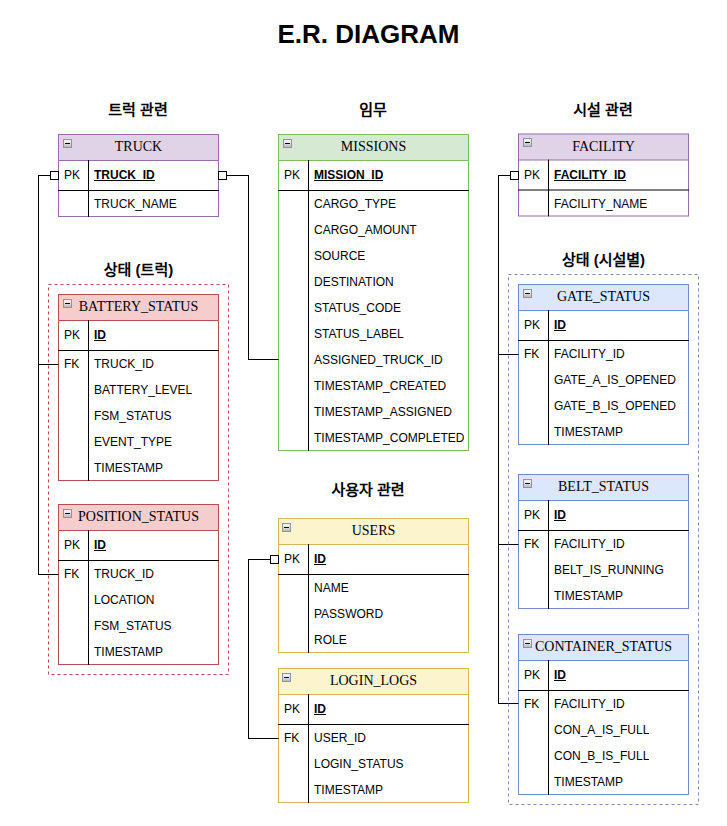 E.R. DIAGRAM
트럭 관련
TRUCK
PK TRUCK_ID
TRUCK_NAME
상태 (트럭)
BATTERY_STATUS
PK ID
FK TRUCK_ID
BATTERY_LEVEL
FSM_STATUS
EVENT_TYPE
TIMESTAMP
POSITION_STATUS
PK ID
FK TRUCK_ID
LOCATION
FSM_STATUS
TIMESTAMP
임무
MISSIONS
PK MISSION_ID
CARGO_TYPE
CARGO_AMOUNT
SOURCE
DESTINATION
STATUS_CODE
STATUS_LABEL
ASSIGNED_TRUCK_ID
TIMESTAMP_CREATED
TIMESTAMP_ASSIGNED
TIMESTAMP_COMPLETED
사용자 관련
USERS
PK ID
NAME
PASSWORD
ROLE
LOGIN_LOGS
PK ID
FK USER_ID
LOGIN_STATUS
TIMESTAMP
시설 관련
FACILITY
PK FACILITY_ID
FACILITY_NAME
상태 (시설별)
GATE_STATUS
PK ID
FK FACILITY_ID
GATE_A_IS_OPENED
GATE_B_IS_OPENED
TIMESTAMP
BELT_STATUS
PK ID
FK FACILITY_ID
BELT_IS_RUNNING
TIMESTAMP
CONTAINER_STATUS
PK ID
FK FACILITY_ID
CON_A_IS_FULL
CON_B_IS_FULL
TIMESTAMP